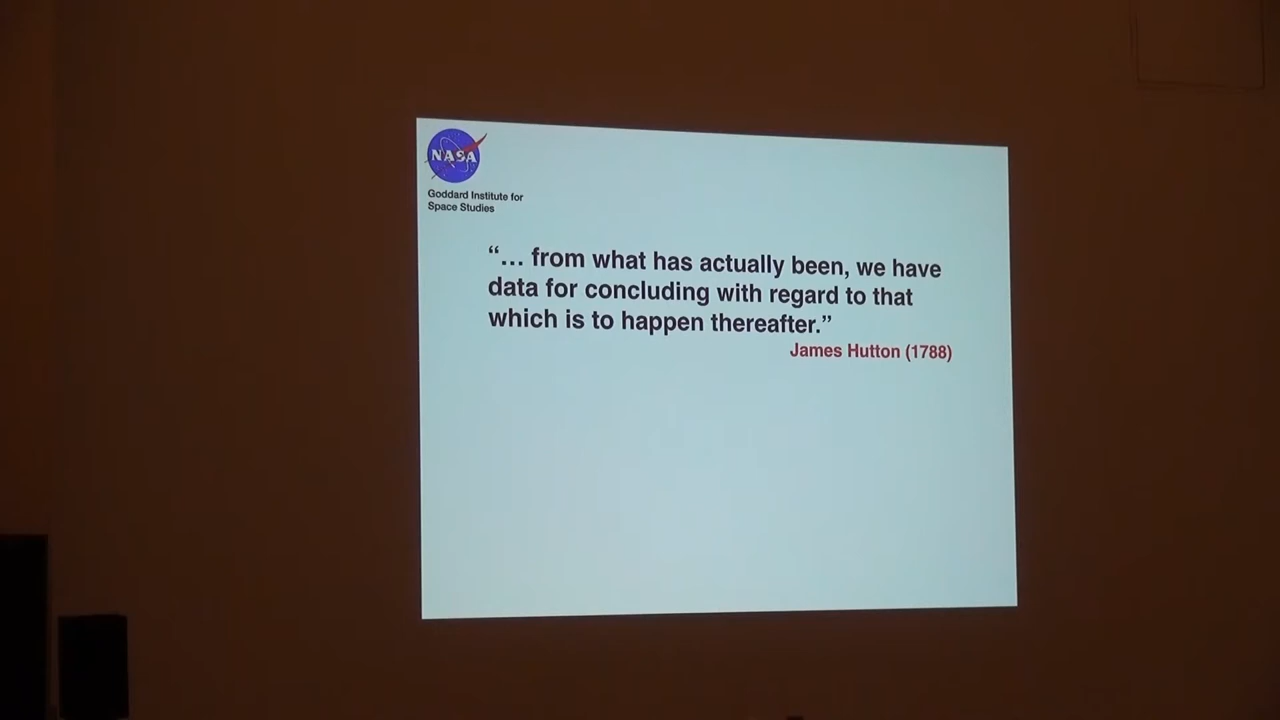 NASA
Goddard Institute for
Space Studies
“... from what has actually been, we have
data for concluding with regard to that
which is to happen thereafter.”
James Hutton (1788)